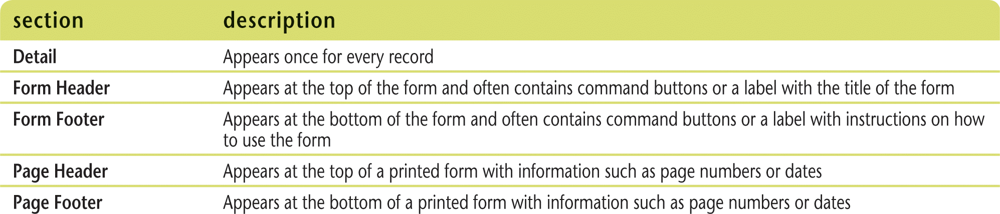 section description
Detail Appears once for every record
Form Header Appears at the top of the form and often contains command buttons or a label with the title of the form
Form Footer Appears at the bottom of the form and often contains command buttons or a label with instructions on how
to use the form
Page Header Appears at the top of a printed form with information such as page numbers or dates
Page Footer Appears at the bottom of a printed form with information such as page numbers or dates